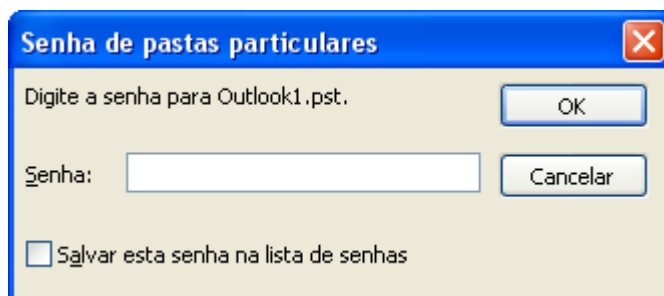 Senha de pastas particulares
Digite a senha para Outlook1.pst.
OK
Senha:
Cancelar
Salvar esta senha na lista de senhas